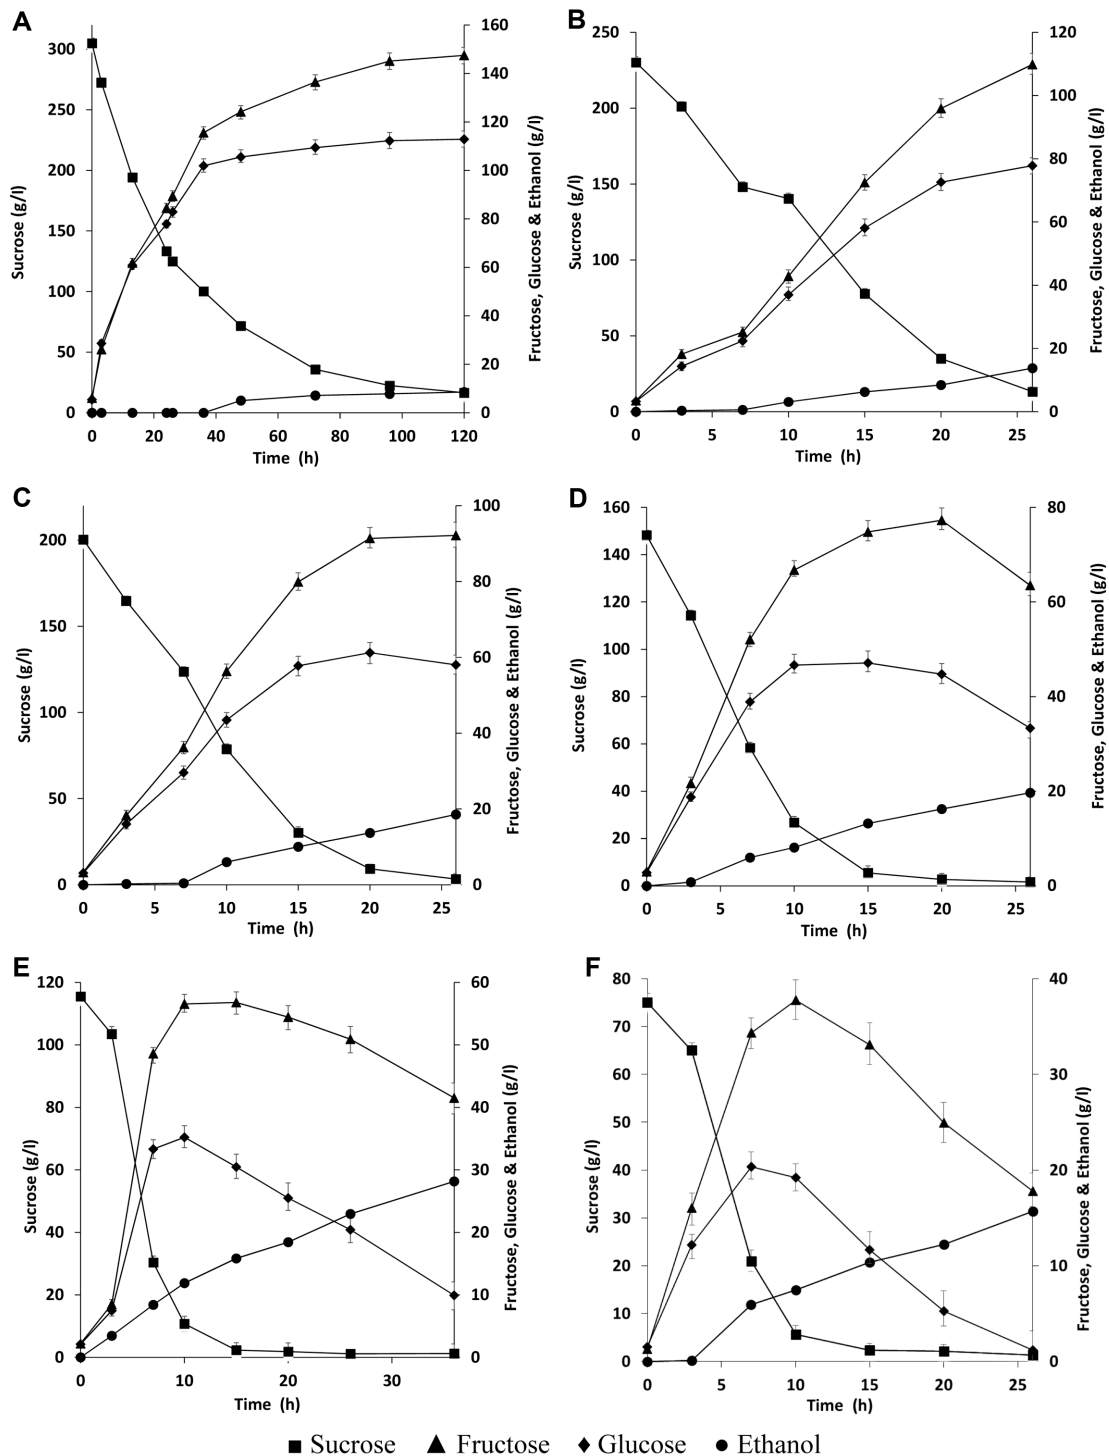 A
Sucrose (g/l)
300
250
200
150
100
50
0
0 20 40 60 80 100 120
Time (h)
160
140
120
100
80
60
40
20
0
Fructose, Glucose & Ethanol (g/l)
B
Sucrose (g/l)
250
200
150
100
50
0
0 5 10 15 20 25
Time (h)
120
100
80
60
40
20
0
Fructose, Glucose & Ethanol (g/l)
C
Sucrose (g/l)
200
150
100
50
0
0 5 10 15 20 25
Time (h)
100
80
60
40
20
0
Fructose, Glucose & Ethanol (g/l)
D
Sucrose (g/l)
160
140
120
100
80
60
40
20
0
0 5 10 15 20 25
Time (h)
80
60
40
20
0
Fructose, Glucose & Ethanol (g/l)
E
Sucrose (g/l)
120
100
80
60
40
20
0
0 10 20 30
Time (h)
60
50
40
30
20
10
0
Fructose, Glucose & Ethanol (g/l)
F
Sucrose (g/l)
80
70
60
50
40
30
20
10
0
0 5 10 15 20 25
Time (h)
40
30
20
10
0
Fructose, Glucose & Ethanol (g/l)
Sucrose Fructose Glucose Ethanol